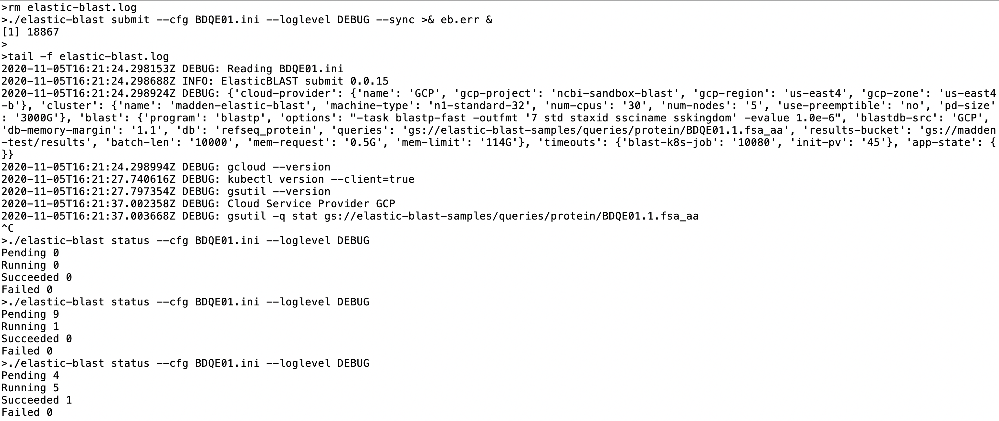 >rm elastic-blast.log
>./elastic-blast submit --cfg BDQE01.ini --loglevel DEBUG --sync >& eb.err &
[1] 18867
>
>tail -f elastic-blast.log
2020-11-05T16:21:24.298153Z DEBUG: Reading BDQE01.ini
2020-11-05T16:21:24.298688Z INFO: ElasticBLAST submit 0.0.15
2020-11-05T16:21:24.298924Z DEBUG: {'cloud-provider': {'name': 'GCP', 'gcp-project': 'ncbi-sandbox-blast', 'gcp-region': 'us-east4', 'gcp-zone': 'us-east4
-b'}, 'cluster': {'name': 'madden-elastic-blast', 'machine-type': 'n1-standard-32', 'num-cpus': '30', 'num-nodes': '5', 'use-preemptible': 'no', 'pd-size'
: '3000G'}, 'blast': {'program': 'blastp', 'options': "-task blastp-fast -outfmt '7 std staxid ssciname sskingdom' -evalue 1.0e-6", 'blastdb-src': 'GCP',
'db-memory-margin': '1.1', 'db': 'refseq_protein', 'queries': 'gs://elastic-blast-samples/queries/protein/BDQE01.1.fsa_aa', 'results-bucket': 'gs://madden
-test/results', 'batch-len': '10000', 'mem-request': '0.5G', 'mem-limit': '114G'}, 'timeouts': {'blast-k8s-job': '10080', 'init-pv': '45'}, 'app-state': {
}}
2020-11-05T16:21:24.298994Z DEBUG: gcloud --version
2020-11-05T16:21:27.740616Z DEBUG: kubectl version --client=true
2020-11-05T16:21:27.797354Z DEBUG: gsutil --version
2020-11-05T16:21:37.002358Z DEBUG: Cloud Service Provider GCP
2020-11-05T16:21:37.003668Z DEBUG: gsutil -q stat gs://elastic-blast-samples/queries/protein/BDQE01.1.fsa_aa
^C
>./elastic-blast status --cfg BDQE01.ini --loglevel DEBUG
Pending 0
Running 0
Succeeded 0
Failed 0
>./elastic-blast status --cfg BDQE01.ini --loglevel DEBUG
Pending 9
Running 1
Succeeded 0
Failed 0
>./elastic-blast status --cfg BDQE01.ini --loglevel DEBUG
Pending 4
Running 5
Succeeded 1
Failed 0